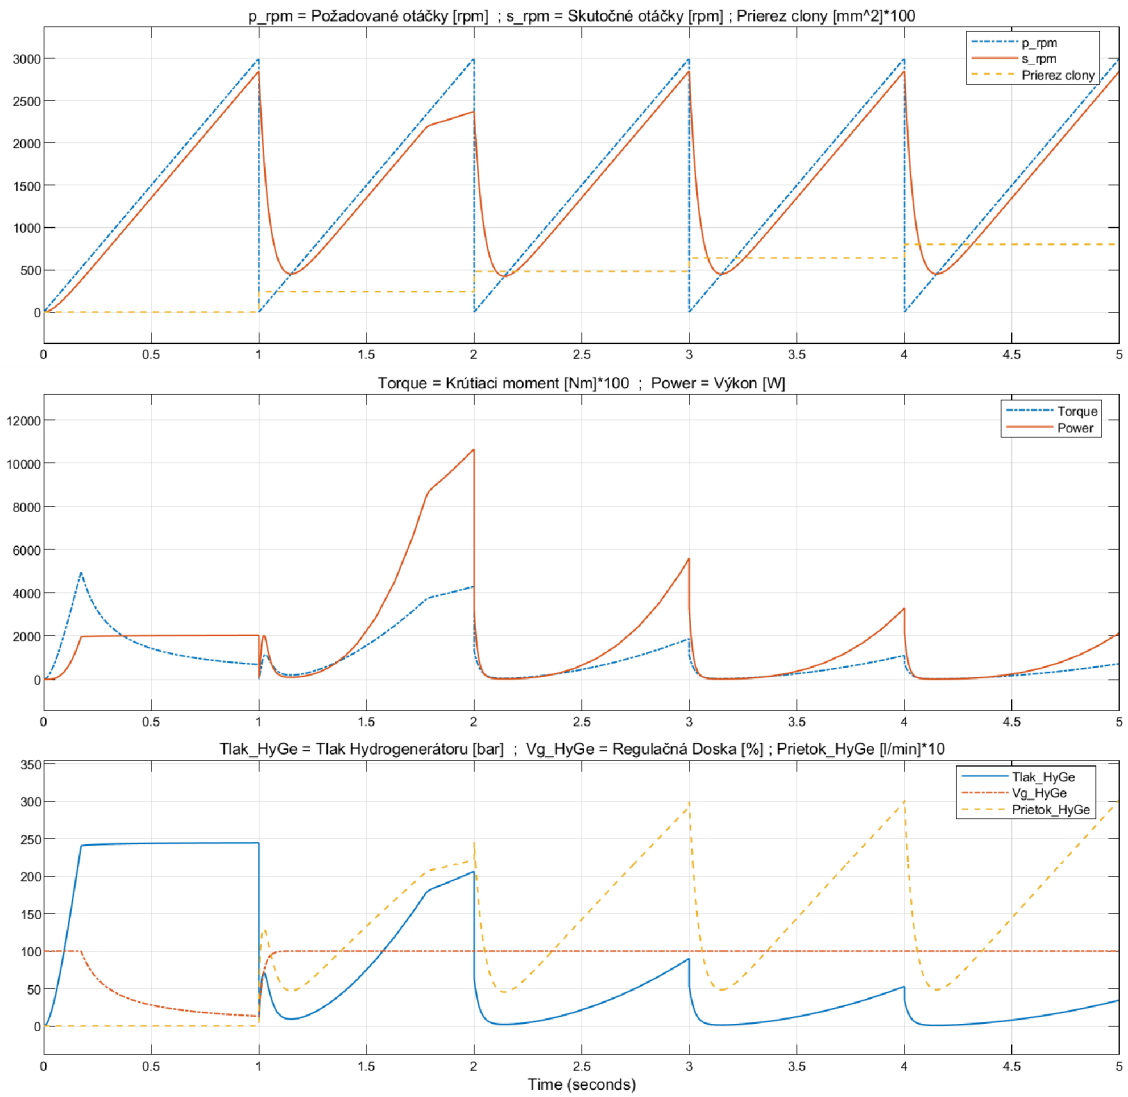 p_rpm = Požadované otáčky [rpm]  ; s_rpm = Skutočné otáčky [rpm] ; Prierez clony [mm^2]*100
p_rpm
s_rpm
Prierez clony
3000
2500
2000
1500
1000
500
0
0 0.5 1 1.5 2 2.5 3 3.5 4 4.5 5
Torque = Krútiaci moment [Nm]*100  ;  Power = Výkon [W]
Torque
Power
12000
10000
8000
6000
4000
2000
0
0 0.5 1 1.5 2 2.5 3 3.5 4 4.5 5
Tlak_HyGe = Tlak Hydrogenerátoru [bar]  ;  Vg_HyGe = Regulačná Doska [%] ; Prietok_HyGe [l/min]*10
Tlak_HyGe
Vg_HyGe
Prietok_HyGe
350
300
250
200
150
100
50
0
0 0.5 1 1.5 2 2.5 3 3.5 4 4.5 5
Time (seconds)